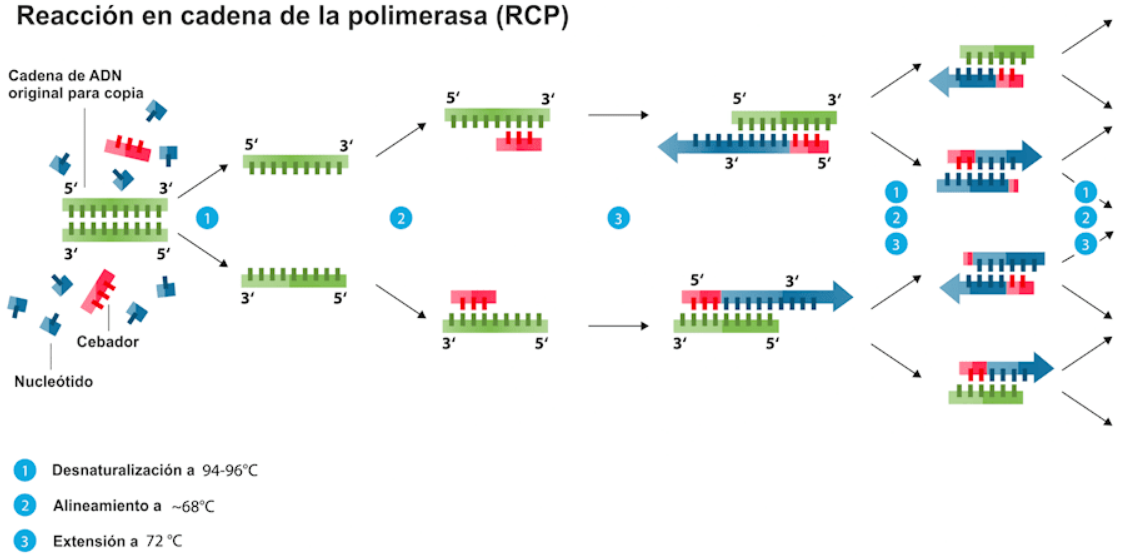 Reacción en cadena de la polimerasa (RCP)
Cadena de ADN
original para copia
5‘ 3‘
3‘ 5‘
Cebador
Nucleótido
1
5‘ 3‘
3‘ 5‘
2
5‘ 3‘
3‘ 5‘
3
5‘ 3‘
3‘ 5‘
5‘ 3‘
3‘ 5‘
1
2
3
1
2
3
1 Desnaturalización a 94-96°C
2 Alineamiento a ~68°C
3 Extensión a 72 °C